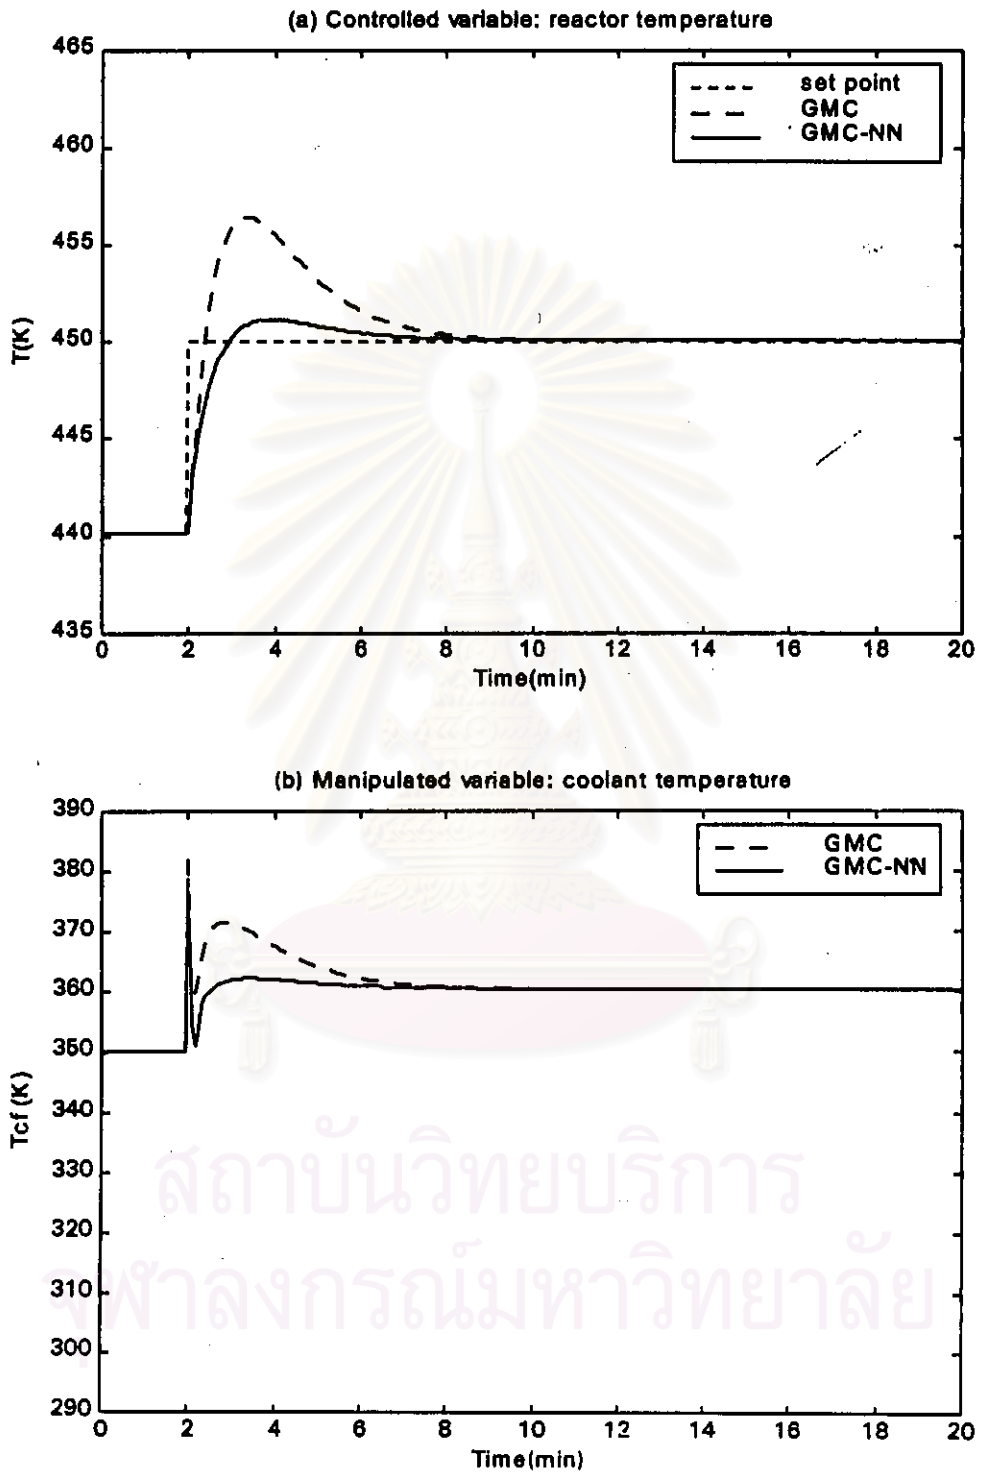 (a) Controlled variable: reactor temperature
465
460
455
450
445
440
435
T(K)
set point
GMC
GMC-NN
0 2 4 6 8 10 12 14 16 18 20
Time(min)
(b) Manipulated variable: coolant temperature
390
380
370
360
350
340
330
320
310
300
290
Tcf (K)
GMC
GMC-NN
0 2 4 6 8 10 12 14 16 18 20
Time(min)
สถาบันวิทยบริการ
จุฬาลงกรณ์มหาวิทยาลัย